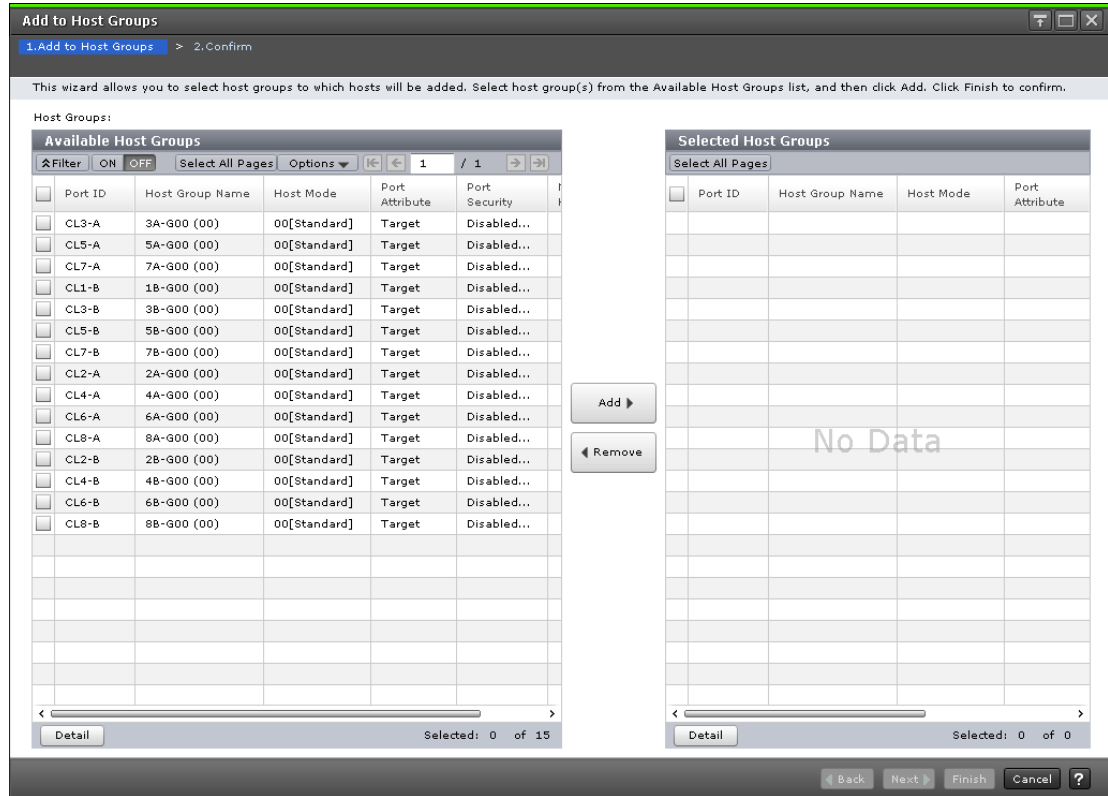 Add to Host Groups
1.Add to Host Groups > 2.Confirm
This wizard allows you to select host groups to which hosts will be added. Select host group(s) from the Available Host Groups list, and then click Add. Click Finish to confirm.
Host Groups:
Available Host Groups
Filter ON OFF Select All Pages Options 1 / 1
Port ID Host Group Name Host Mode Port Attribute Port Security
CL3-A 3A-G00 (00) 00[Standard] Target Disabled...
CL5-A 5A-G00 (00) 00[Standard] Target Disabled...
CL7-A 7A-G00 (00) 00[Standard] Target Disabled...
CL1-B 1B-G00 (00) 00[Standard] Target Disabled...
CL3-B 3B-G00 (00) 00[Standard] Target Disabled...
CL5-B 5B-G00 (00) 00[Standard] Target Disabled...
CL7-B 7B-G00 (00) 00[Standard] Target Disabled...
CL2-A 2A-G00 (00) 00[Standard] Target Disabled...
CL4-A 4A-G00 (00) 00[Standard] Target Disabled...
CL6-A 6A-G00 (00) 00[Standard] Target Disabled...
CL8-A 8A-G00 (00) 00[Standard] Target Disabled...
CL2-B 2B-G00 (00) 00[Standard] Target Disabled...
CL4-B 4B-G00 (00) 00[Standard] Target Disabled...
CL6-B 6B-G00 (00) 00[Standard] Target Disabled...
CL8-B 8B-G00 (00) 00[Standard] Target Disabled...
Detail Selected: 0 of 15
Add
Remove
Selected Host Groups
Select All Pages
Port ID Host Group Name Host Mode Port Attribute
No Data
Detail Selected: 0 of 0
Back Next Finish Cancel ?